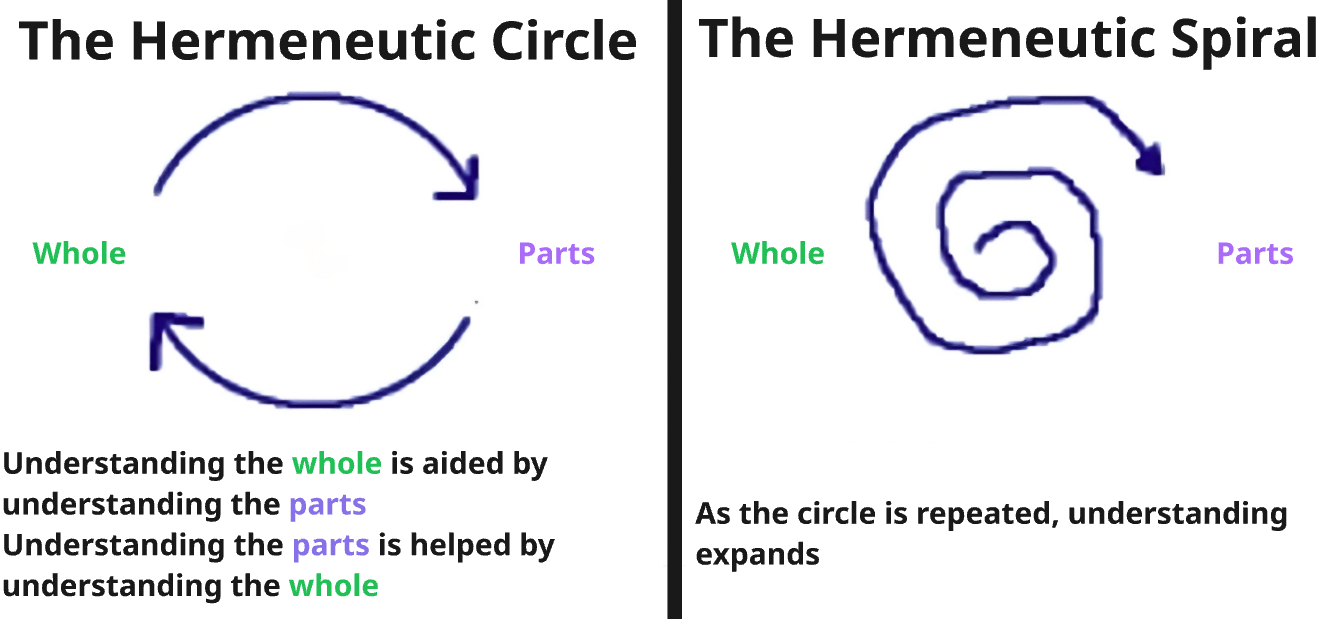 The Hermeneutic Circle
Whole
Parts
Understanding the whole is aided by
understanding the parts
Understanding the parts is helped by
understanding the whole
The Hermeneutic Spiral
Whole
Parts
As the circle is repeated, understanding
expands